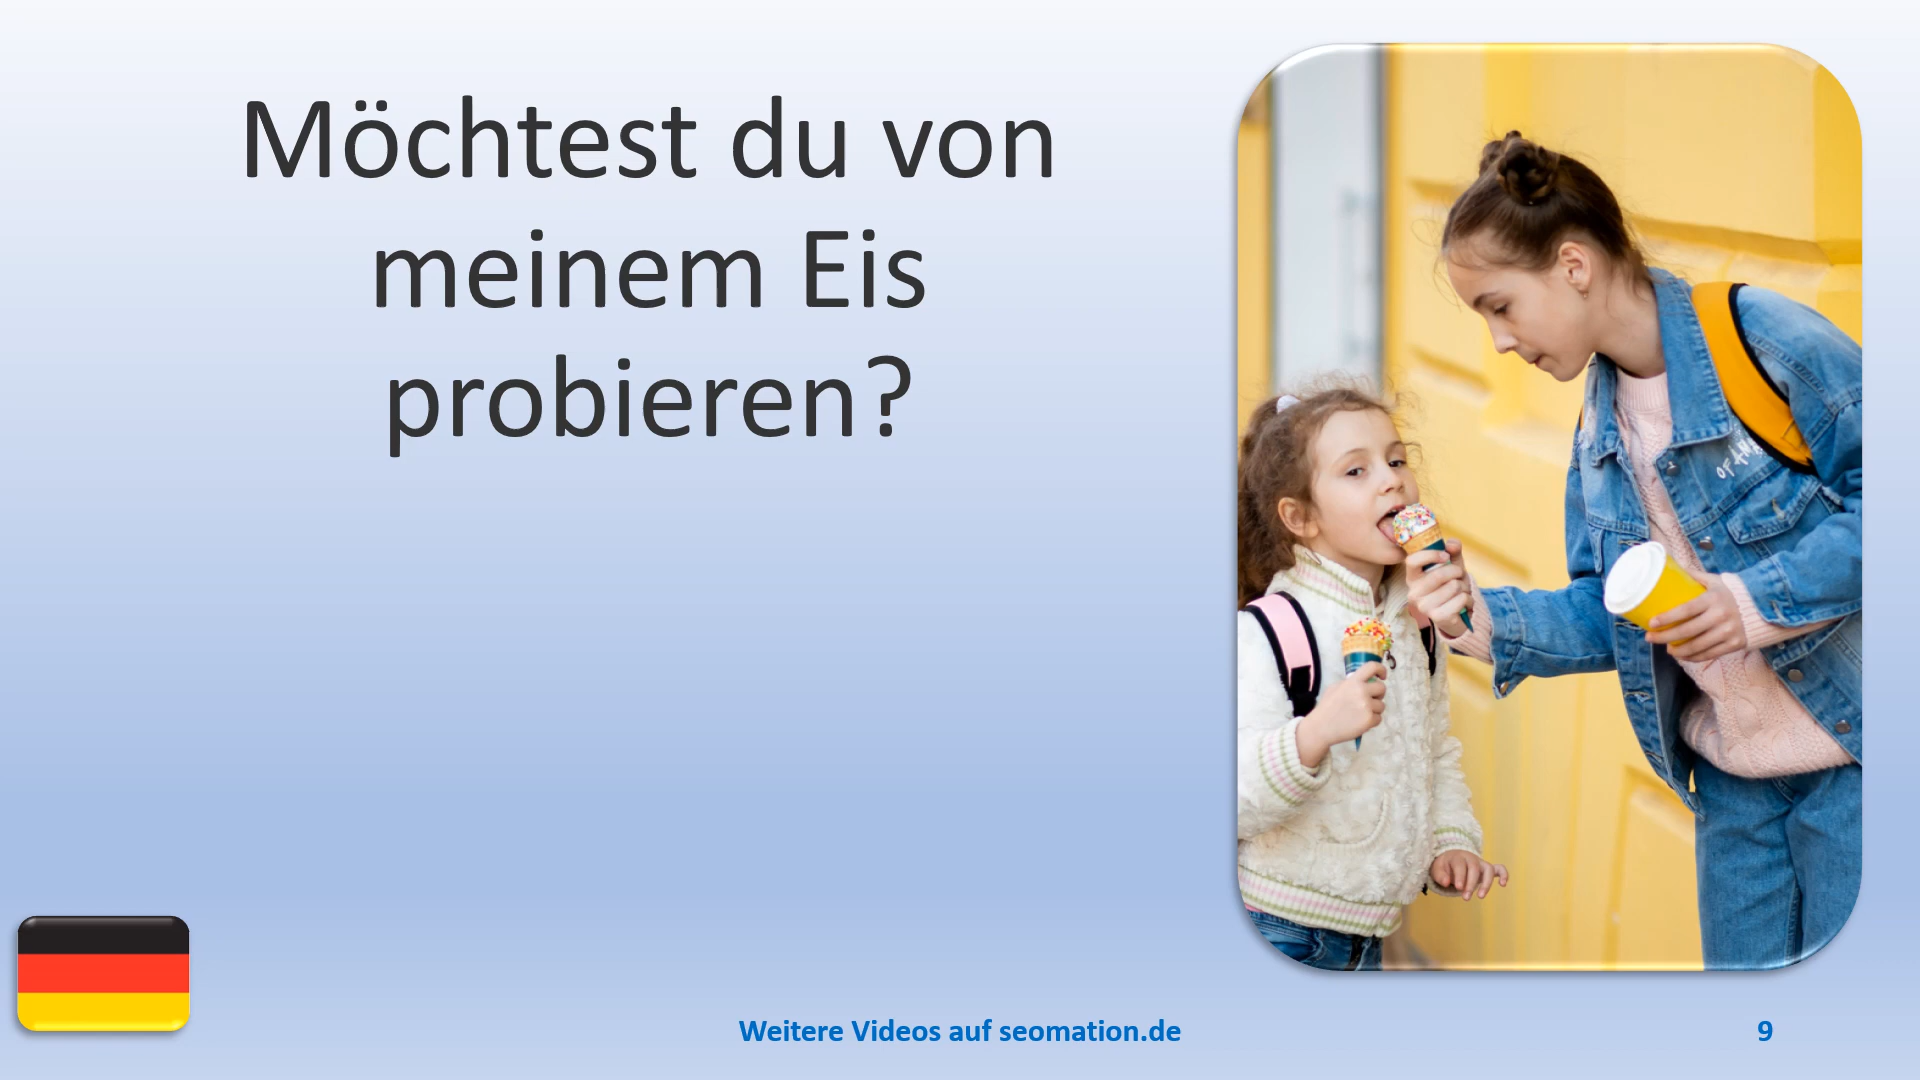 Möchtest du von
meinem Eis
probieren?
Weitere Videos auf seomation.de
9